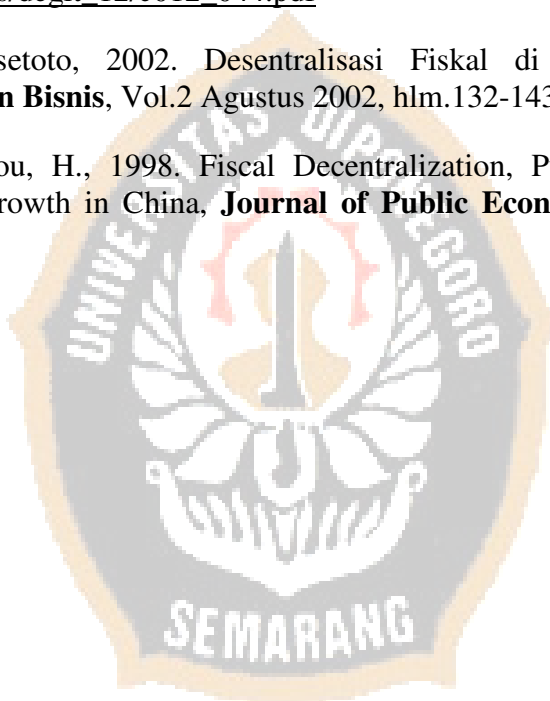 setoto, 2002. Desentralisasi Fiskal di
n Bisnis, Vol.2 Agustus 2002, hlm.132-143
ou, H., 1998. Fiscal Decentralization, P
rowth in China, Journal of Public Econ
UNIVERSITAS DIPONEGORO
SEMARANG